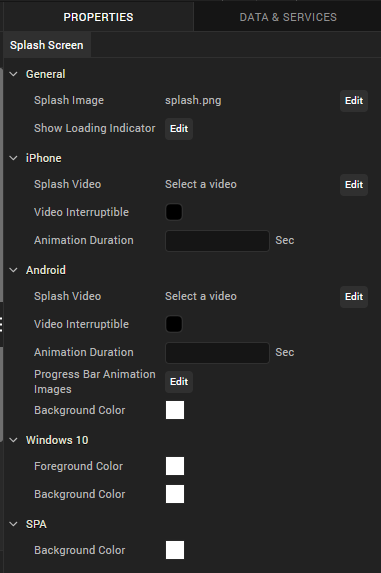 PROPERTIES DATA & SERVICES
Splash Screen
General
Splash Image splash.png Edit
Show Loading Indicator Edit
iPhone
Splash Video Select a video Edit
Video Interruptible
Animation Duration Sec
Android
Splash Video Select a video Edit
Video Interruptible
Animation Duration Sec
Progress Bar Animation
Images Edit
Background Color
Windows 10
Foreground Color
Background Color
SPA
Background Color